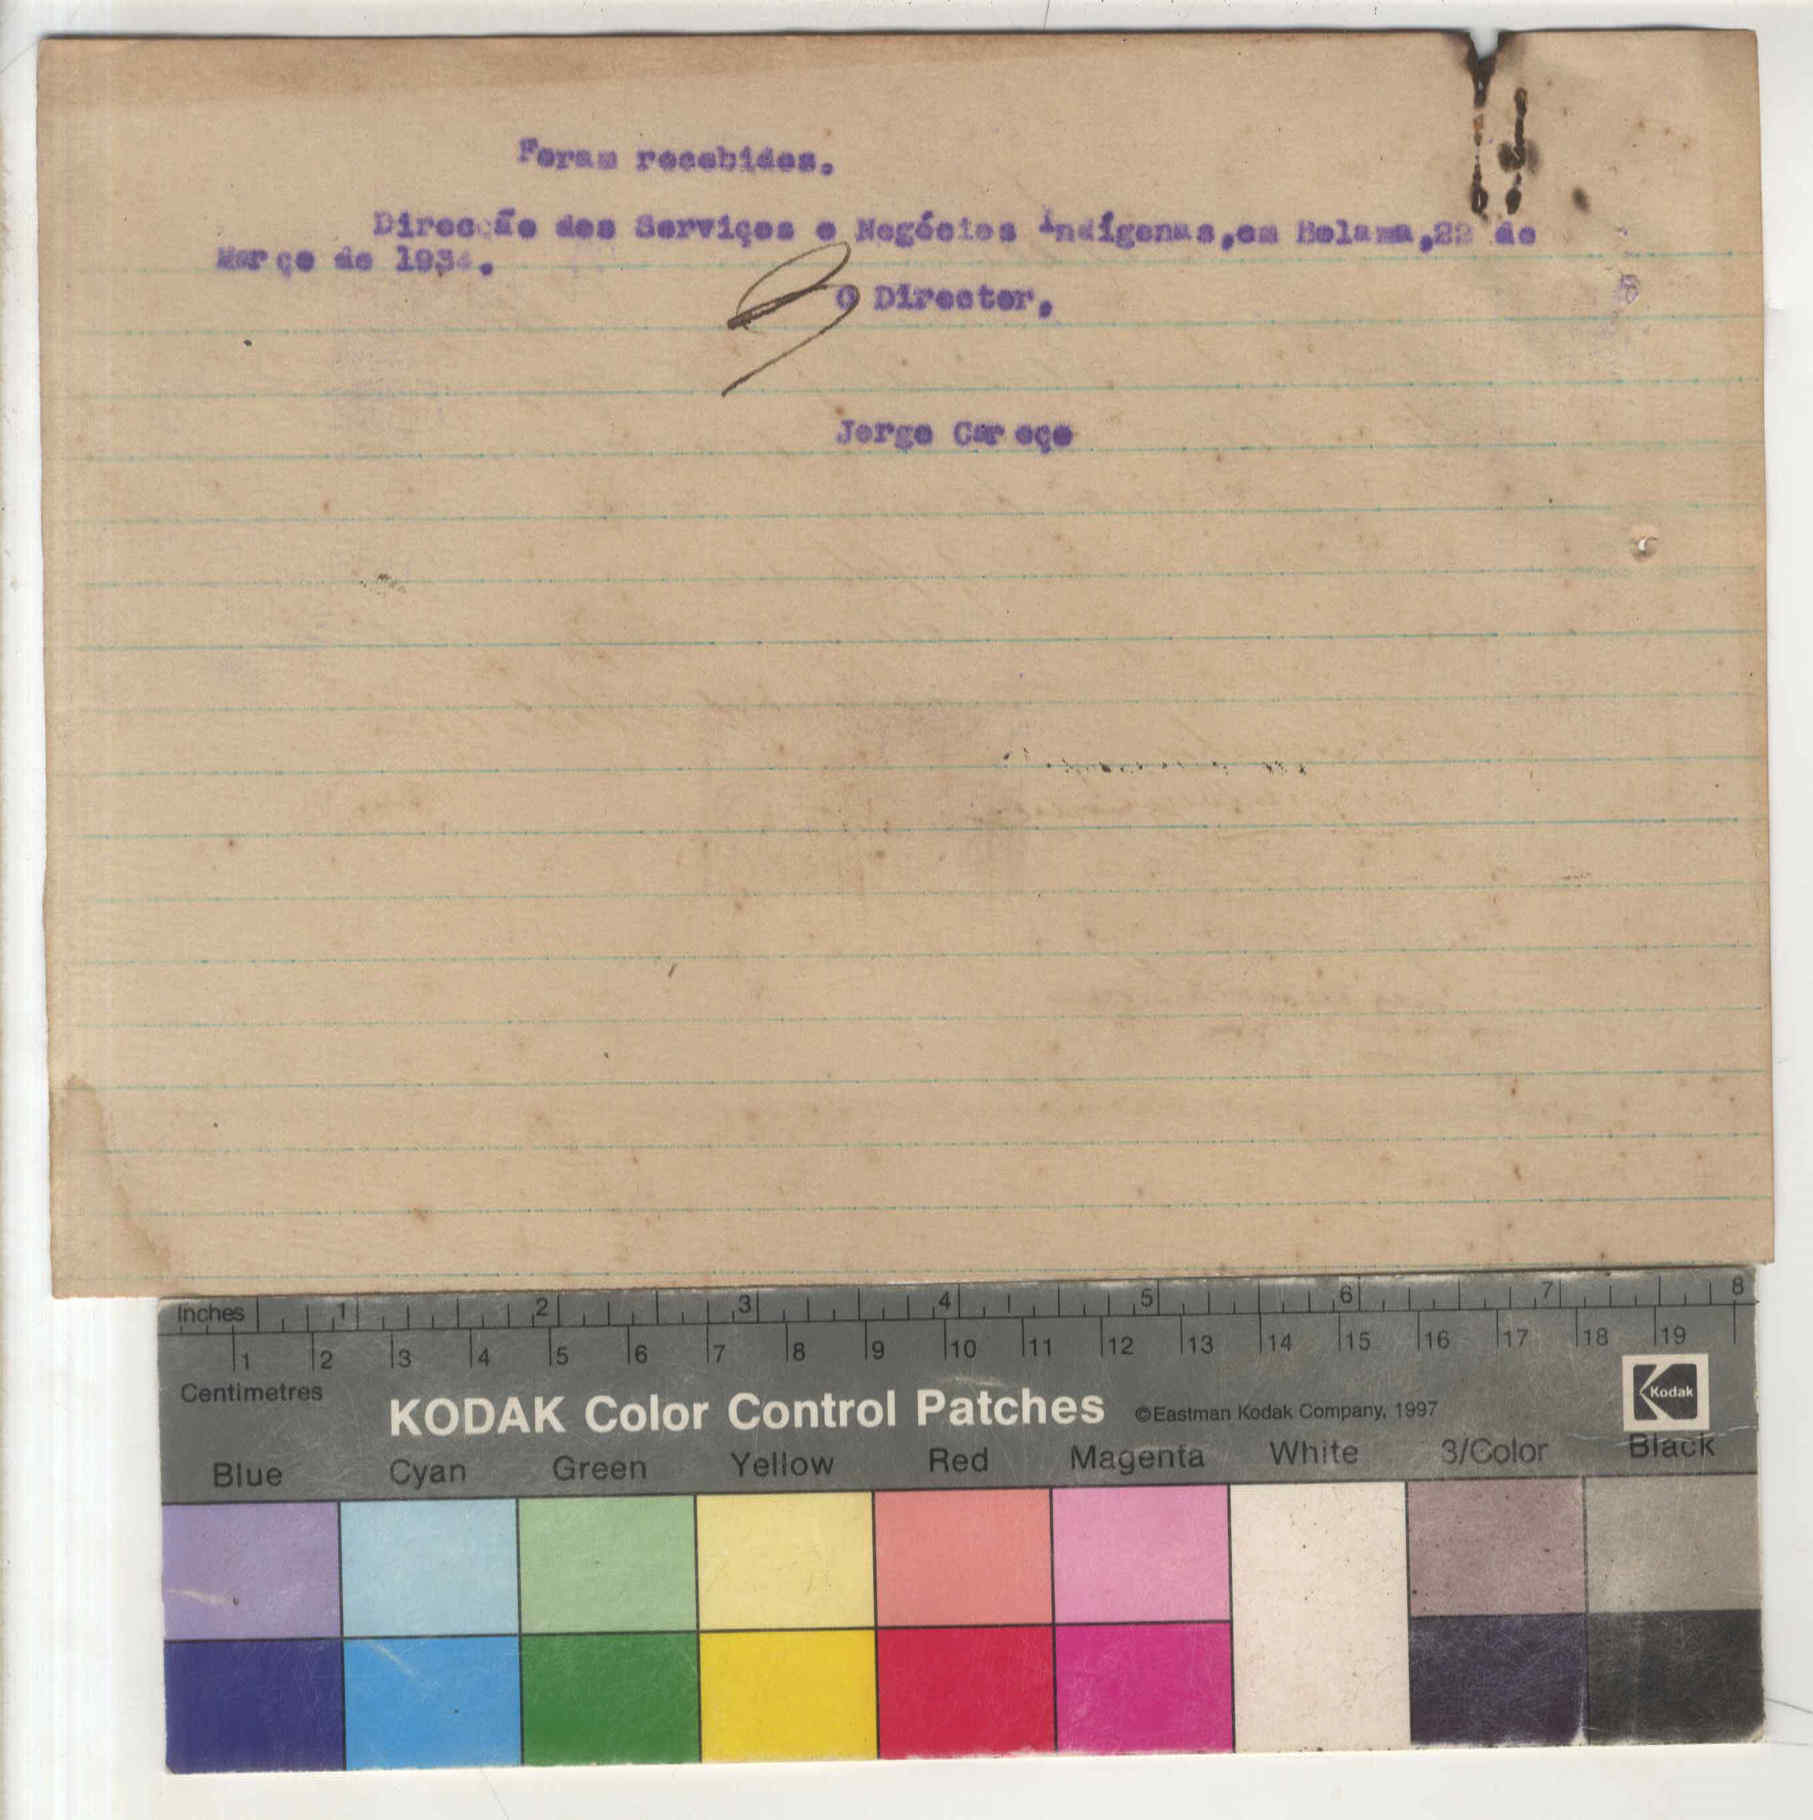 Foram recebidos.
Direcção dos Serviços e Negócios Indígenas,em Bolama,22 de
Março de 1934.
O Director,
Jorge Caroço
Inches 1 2 3 4 5 6 7 8
1 2 3 4 5 6 7 8 9 10 11 12 13 14 15 16 17 18 19
Centimetres
KODAK Color Control Patches ©Eastman Kodak Company, 1997 Kodak
Blue Cyan Green Yellow Red Magenta White 3/Color Black